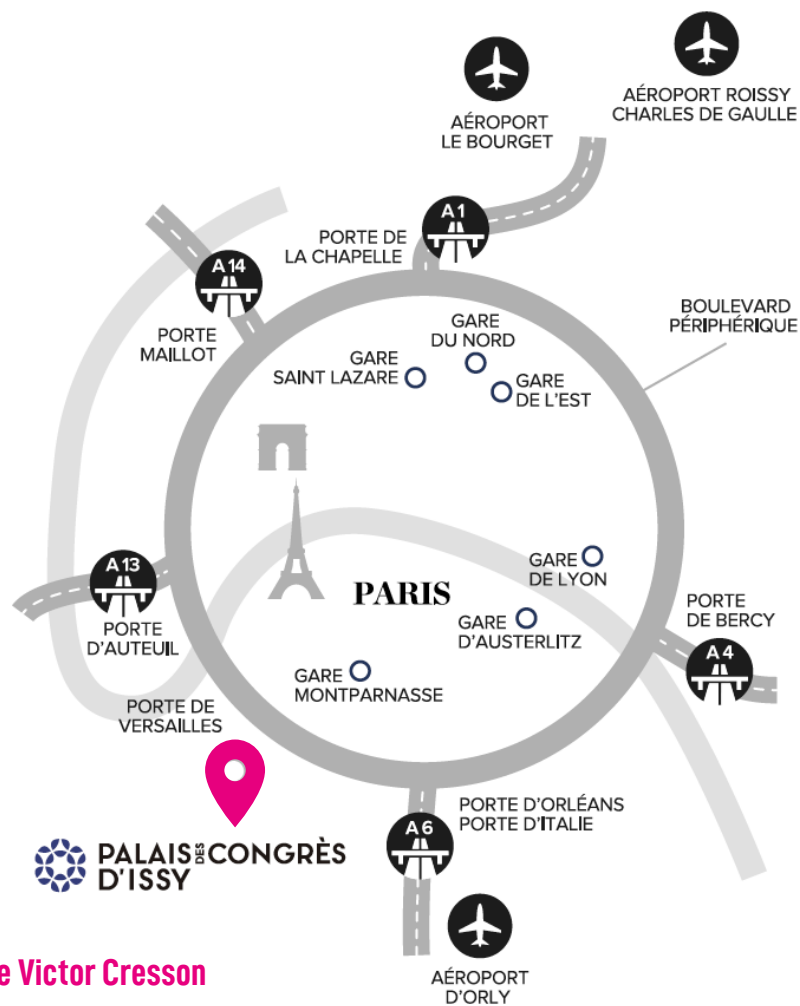 AÉROPORT
LE BOURGET
AÉROPORT ROISSY
CHARLES DE GAULLE
A1
PORTE DE
LA CHAPELLE
A14
PORTE
MAILLOT
BOULEVARD
PÉRIPHÉRIQUE
GARE
DU NORD
GARE
SAINT LAZARE
GARE
DE L'EST
A13
PORTE
D'AUTEUIL
PARIS
GARE
DE LYON
GARE
D'AUSTERLITZ
PORTE
DE BERCY
A4
GARE
MONTPARNASSE
PORTE DE
VERSAILLES
PALAIS DES CONGRÈS
D'ISSY
A6
PORTE D'ORLÉANS
PORTE D'ITALIE
AÉROPORT
D'ORLY
Victor Cresson